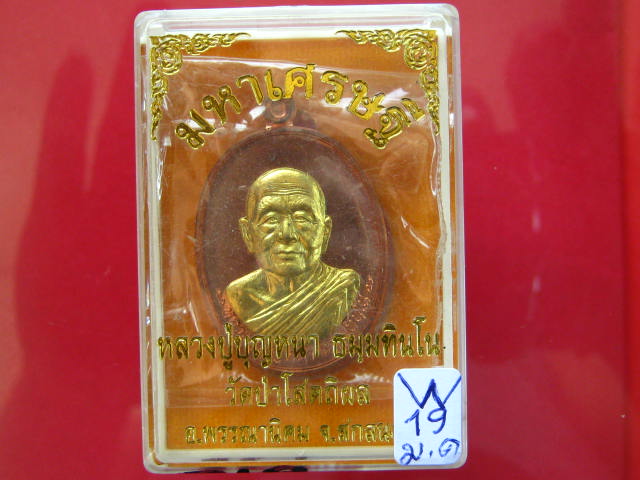 มหาเศรษฐี
หลวงปู่บุญหนา ธมฺมทินโน
วัดป่าโสตถิผล
อ.พรรณานิคม จ.สกลน
W
19
ม.ค